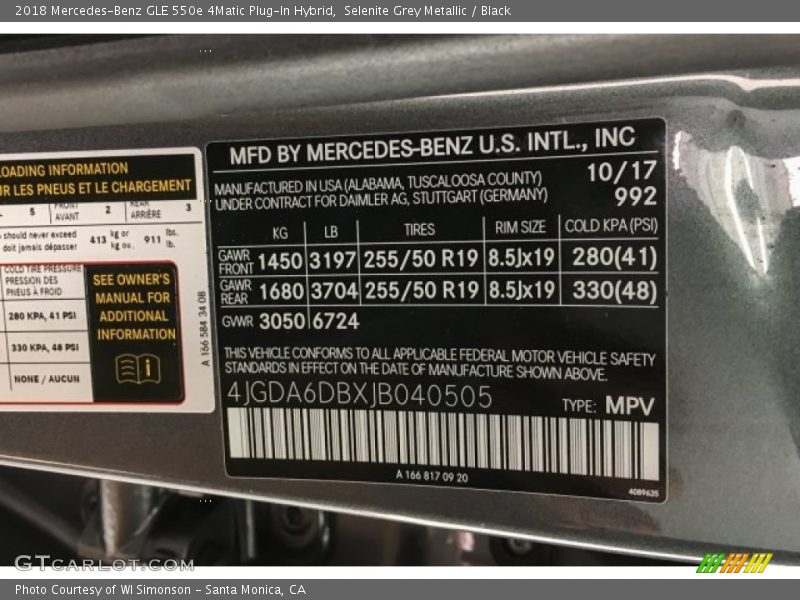 2018 Mercedes-Benz GLE 550e 4Matic Plug-In Hybrid, Selenite Grey Metallic / Black
LOADING INFORMATION
UR LES PNEUS ET LE CHARGEMENT
5 FRONT AVANT 2 REAR ARRIÈRE 3
should never exceed
doit jamais dépasser
413 kg or kg ou. 911 lbs. lb.
COLD TIRE PRESSURE
PRESSION DES
PNEUS À FROID
280 KPA, 41 PSI
330 KPA, 48 PSI
NONE / AUCUN
SEE OWNER'S
MANUAL FOR
ADDITIONAL
INFORMATION
A 166 584 34 08
MFD BY MERCEDES-BENZ U.S. INTL., INC
MANUFACTURED IN USA (ALABAMA, TUSCALOOSA COUNTY) 10/17
UNDER CONTRACT FOR DAIMLER AG, STUTTGART (GERMANY) 992
KG LB TIRES RIM SIZE COLD KPA (PSI)
GAWR FRONT 1450 3197 255/50 R19 8.5Jx19 280(41)
GAWR REAR 1680 3704 255/50 R19 8.5Jx19 330(48)
GVWR 3050 6724
THIS VEHICLE CONFORMS TO ALL APPLICABLE FEDERAL MOTOR VEHICLE SAFETY
STANDARDS IN EFFECT ON THE DATE OF MANUFACTURE SHOWN ABOVE.
4JGDA6DBXJB040505 TYPE: MPV
A 166 817 09 20
4089635
GTCARLOT.COM
Photo Courtesy of WI Simonson - Santa Monica, CA